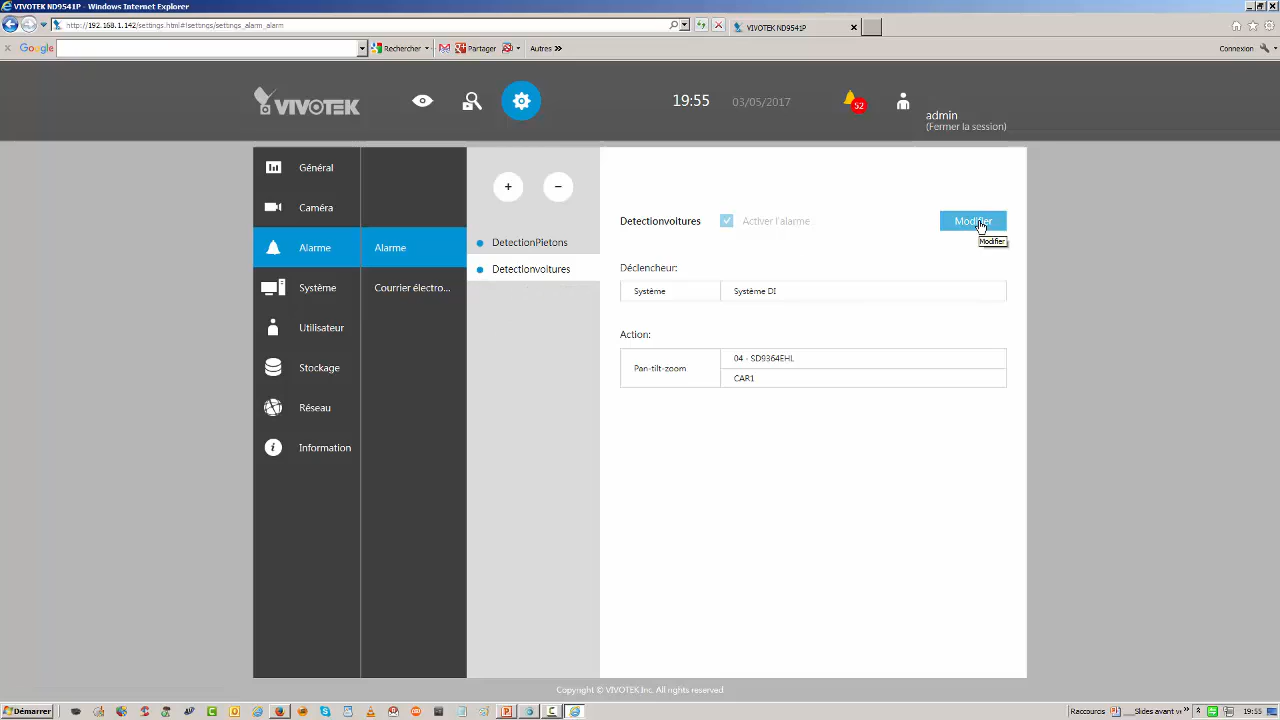 VIVOTEK ND9541P - Windows Internet Explorer
http://192.168.1.142/settings.html#!settings/settings_alarm_alarm
VIVOTEK ND9541P
x Google Rechercher Partager Autres » Connexion
VIVOTEK 19:55 03/05/2017 52 admin
(Fermer la session)
Général
Caméra
Alarme
Système
Utilisateur
Stockage
Réseau
Information
Alarme
Courrier électro...
+ −
DetectionPietons
Detectionvoitures
Detectionvoitures Activer l'alarme Modifier
Modifier
Déclencheur:
Système Système DI
Action:
Pan-tilt-zoom
04 - SD9364EHL
CAR1
Copyright © VIVOTEK Inc. All rights reserved
Démarrer Raccourcis Slides avant v » 19:55